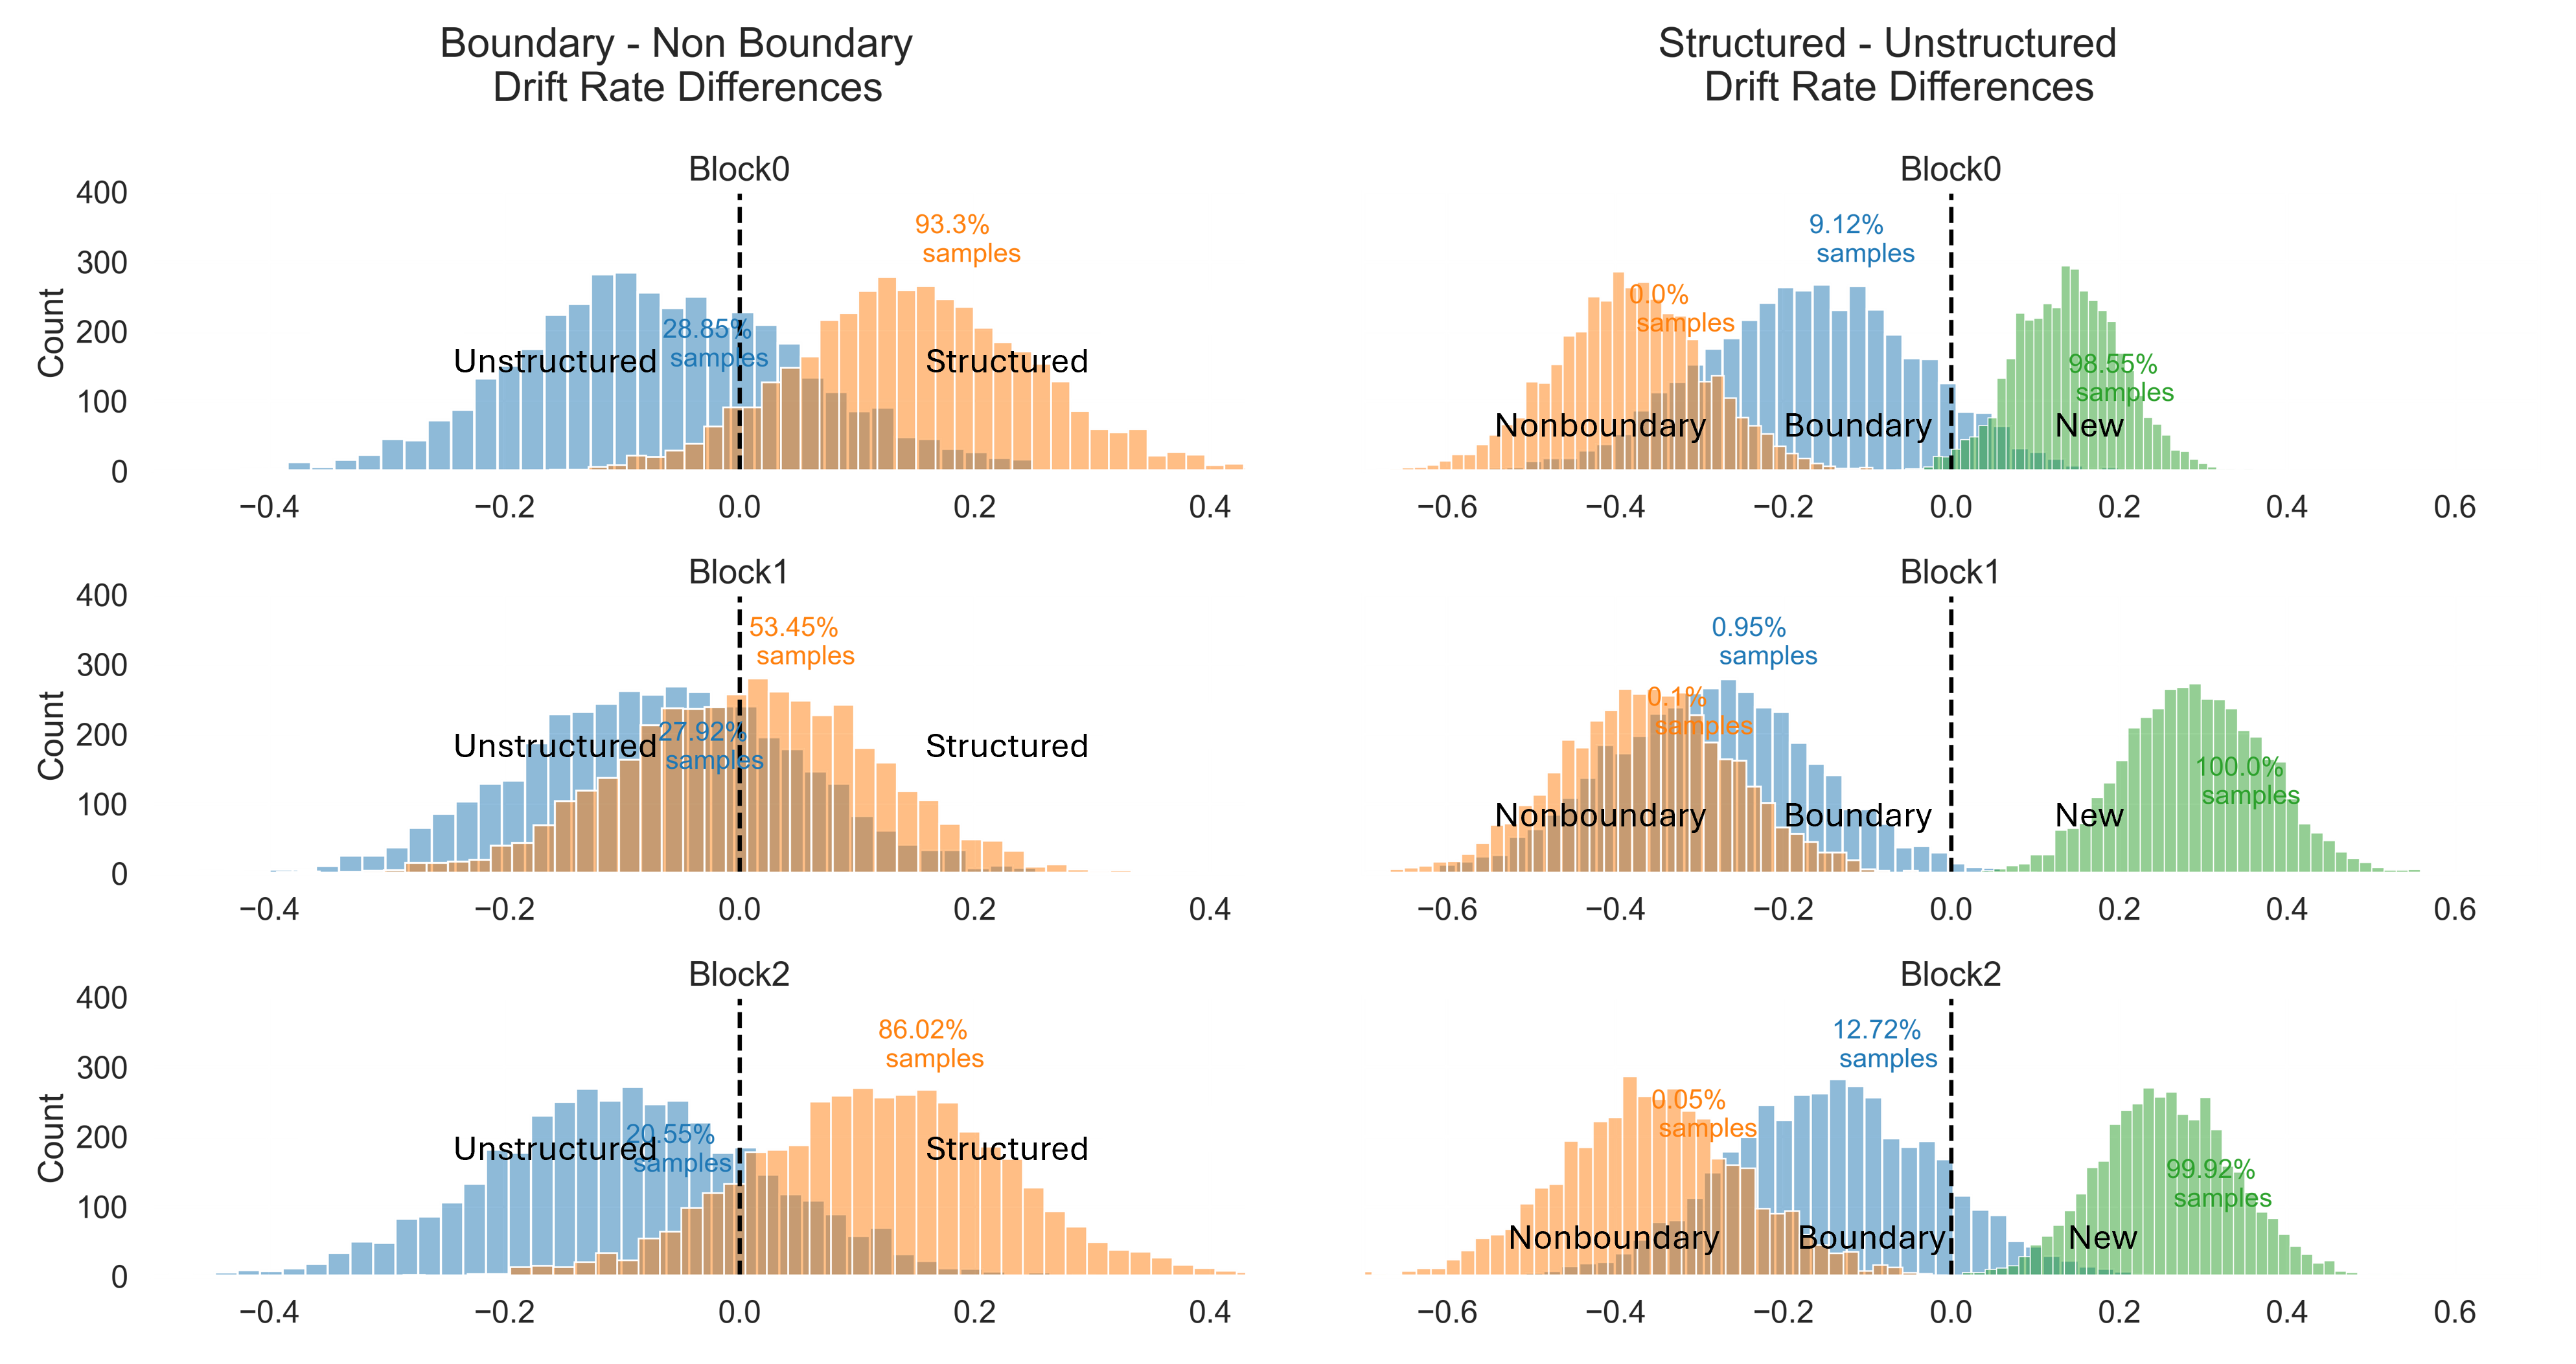 Boundary - Non Boundary
Drift Rate Differences
Structured - Unstructured
Drift Rate Differences
Block0
400
300
200
100
0
Count
93.3%
samples
28.85%
samples
Unstructured
Structured
−0.4 −0.2 0.0 0.2 0.4
Block0
9.12%
samples
0.0%
samples
98.55%
samples
Nonboundary
Boundary
New
−0.6 −0.4 −0.2 0.0 0.2 0.4 0.6
Block1
400
300
200
100
0
Count
53.45%
samples
27.92%
samples
Unstructured
Structured
−0.4 −0.2 0.0 0.2 0.4
Block1
0.95%
samples
0.1%
samples
100.0%
samples
Nonboundary
Boundary
New
−0.6 −0.4 −0.2 0.0 0.2 0.4 0.6
Block2
400
300
200
100
0
Count
86.02%
samples
20.55%
samples
Unstructured
Structured
−0.4 −0.2 0.0 0.2 0.4
Block2
12.72%
samples
0.05%
samples
99.92%
samples
Nonboundary
Boundary
New
−0.6 −0.4 −0.2 0.0 0.2 0.4 0.6